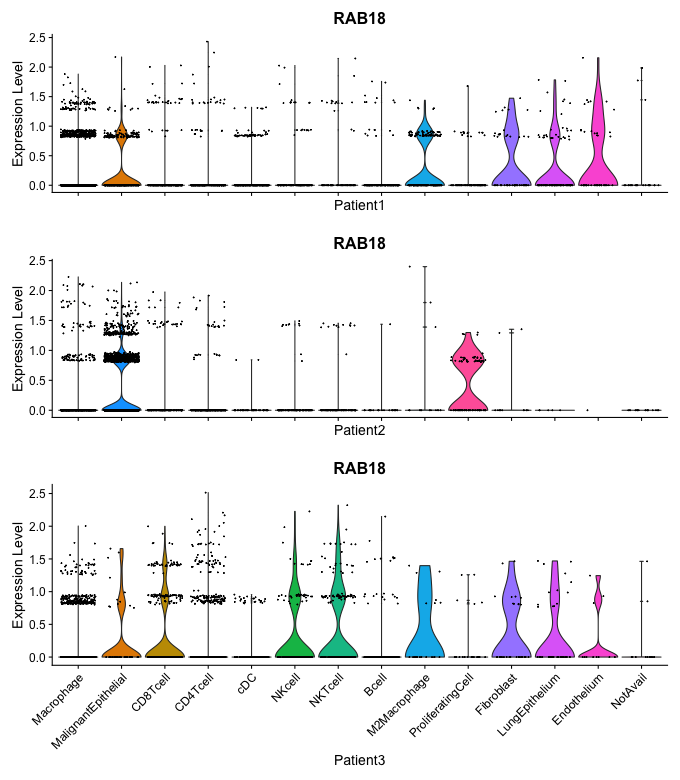 RAB18
Expression Level
2.5
2.0
1.5
1.0
0.5
0.0
Patient1
RAB18
Expression Level
2.5
2.0
1.5
1.0
0.5
0.0
Patient2
RAB18
Expression Level
2.5
2.0
1.5
1.0
0.5
0.0
Macrophage
MalignantEpithelial
CD8Tcell
CD4Tcell
cDC
NKcell
NKTcell
Bcell
M2Macrophage
ProliferatingCell
Fibroblast
LungEpithelium
Endothelium
NotAvail
Patient3